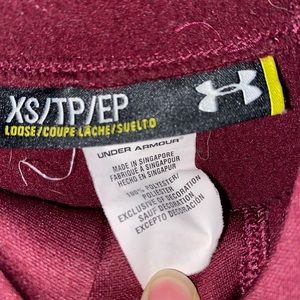 XS/TP/EP
LOOSE/COUPE LÂCHE/SUELTO
UNDER ARMOUR
MADE IN SINGAPORE
FABRIQUÉ À SINGAPOUR
HECHO EN SINGAPUR
100% POLYESTER/
POLIESTER
EXCLUSIVE OF DECORATION
SAUF DÉCORATION
EXCEPTO DECORACIÓN